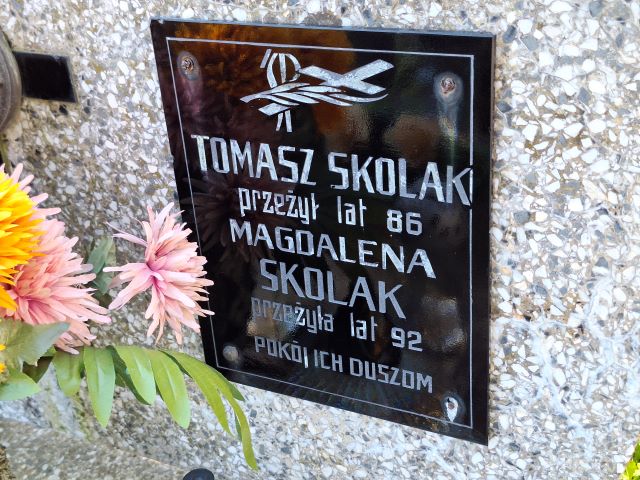 TOMASZ SKOLAK
przeżył lat 86
MAGDALENA
SKOLAK
przeżyła lat 92
POKÓJ ICH DUSZOM